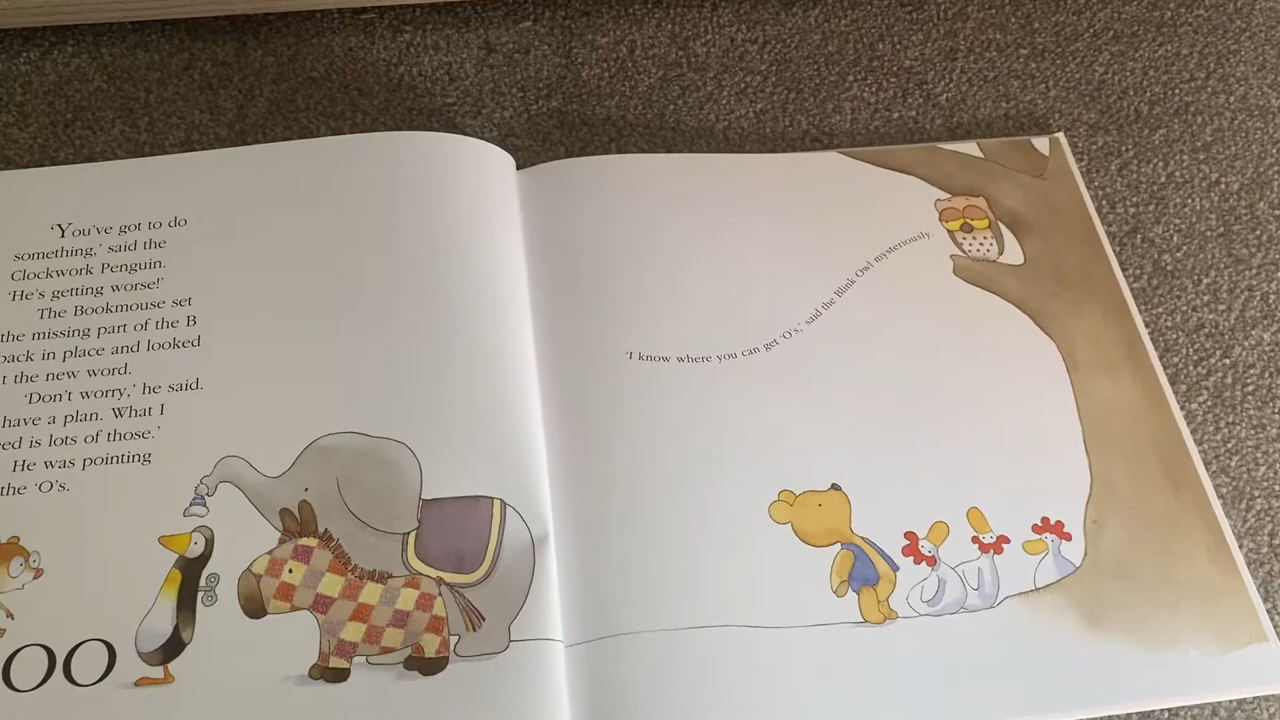 ‘You've got to do
something,’ said the
Clockwork Penguin.
‘He's getting worse!’
The Bookmouse set
the missing part of the B
back in place and looked
t the new word.
‘Don't worry,’ he said.
have a plan. What I
ed is lots of those.’
He was pointing
the ‘O’s.
OO
‘I know where you can get ‘O’s,’ said the Blink Owl mysteriously.